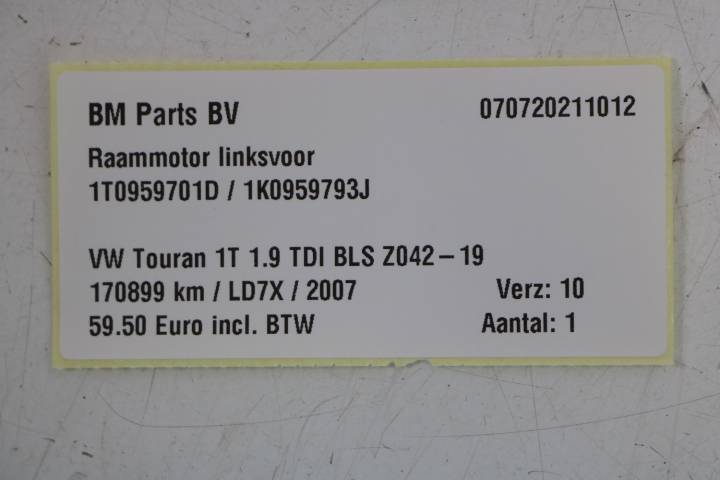 BM Parts BV 070720211012
Raammotor linksvoor
1T0959701D / 1K0959793J
VW Touran 1T 1.9 TDI BLS Z042-19
170899 km / LD7X / 2007 Verz: 10
59.50 Euro incl. BTW Aantal: 1